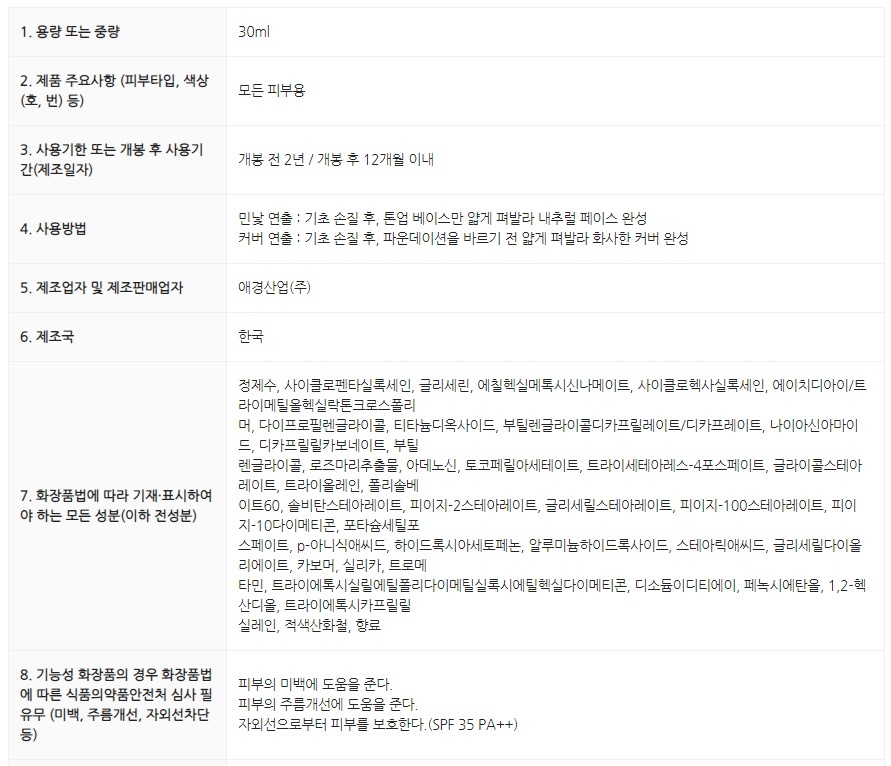 1. 용량 또는 중량
30ml
2. 제품 주요사항 (피부타입, 색상
(호, 번) 등)
모든 피부용
3. 사용기한 또는 개봉 후 사용기
간(제조일자)
개봉 전 2년 / 개봉 후 12개월 이내
4. 사용방법
민낯 연출 : 기초 손질 후, 톤업 베이스만 얇게 펴발라 내추럴 페이스 완성
커버 연출 : 기초 손질 후, 파운데이션을 바르기 전 얇게 펴발라 화사한 커버 완성
5. 제조업자 및 제조판매업자
애경산업(주)
6. 제조국
한국
7. 화장품법에 따라 기재·표시하여
야 하는 모든 성분(이하 전성분)
정제수, 사이클로펜타실록세인, 글리세린, 에칠헥실메톡시신나메이트, 사이클로헥사실록세인, 에이치디아이/트
라이메틸올헥실락톤크로스폴리
머, 다이프로필렌글라이콜, 티타늄디옥사이드, 부틸렌글라이콜디카프릴레이트/디카프레이트, 나이아신아마이
드, 디카프릴릴카보네이트, 부틸
렌글라이콜, 로즈마리추출물, 아데노신, 토코페릴아세테이트, 트라이세테아레스-4포스페이트, 글라이콜스테아
레이트, 트라이올레인, 폴리솔베
이트60, 솔비탄스테아레이트, 피이지-2스테아레이트, 글리세릴스테아레이트, 피이지-100스테아레이트, 피이
지-10다이메티콘, 포타슘세틸포
스페이트, p-아니식애씨드, 하이드록시아세토페논, 알루미늄하이드록사이드, 스테아릭애씨드, 글리세릴다이올
리에이트, 카보머, 실리카, 트로메
타민, 트라이에톡시실릴에틸폴리다이메틸실록시에틸헥실다이메티콘, 디소듐이디티에이, 페녹시에탄올, 1,2-헥
산디올, 트라이에톡시카프릴릴
실레인, 적색산화철, 향료
8. 기능성 화장품의 경우 화장품법
에 따른 식품의약품안전처 심사 필
유무 (미백, 주름개선, 자외선차단
등)
피부의 미백에 도움을 준다.
피부의 주름개선에 도움을 준다.
자외선으로부터 피부를 보호한다.(SPF 35 PA++)